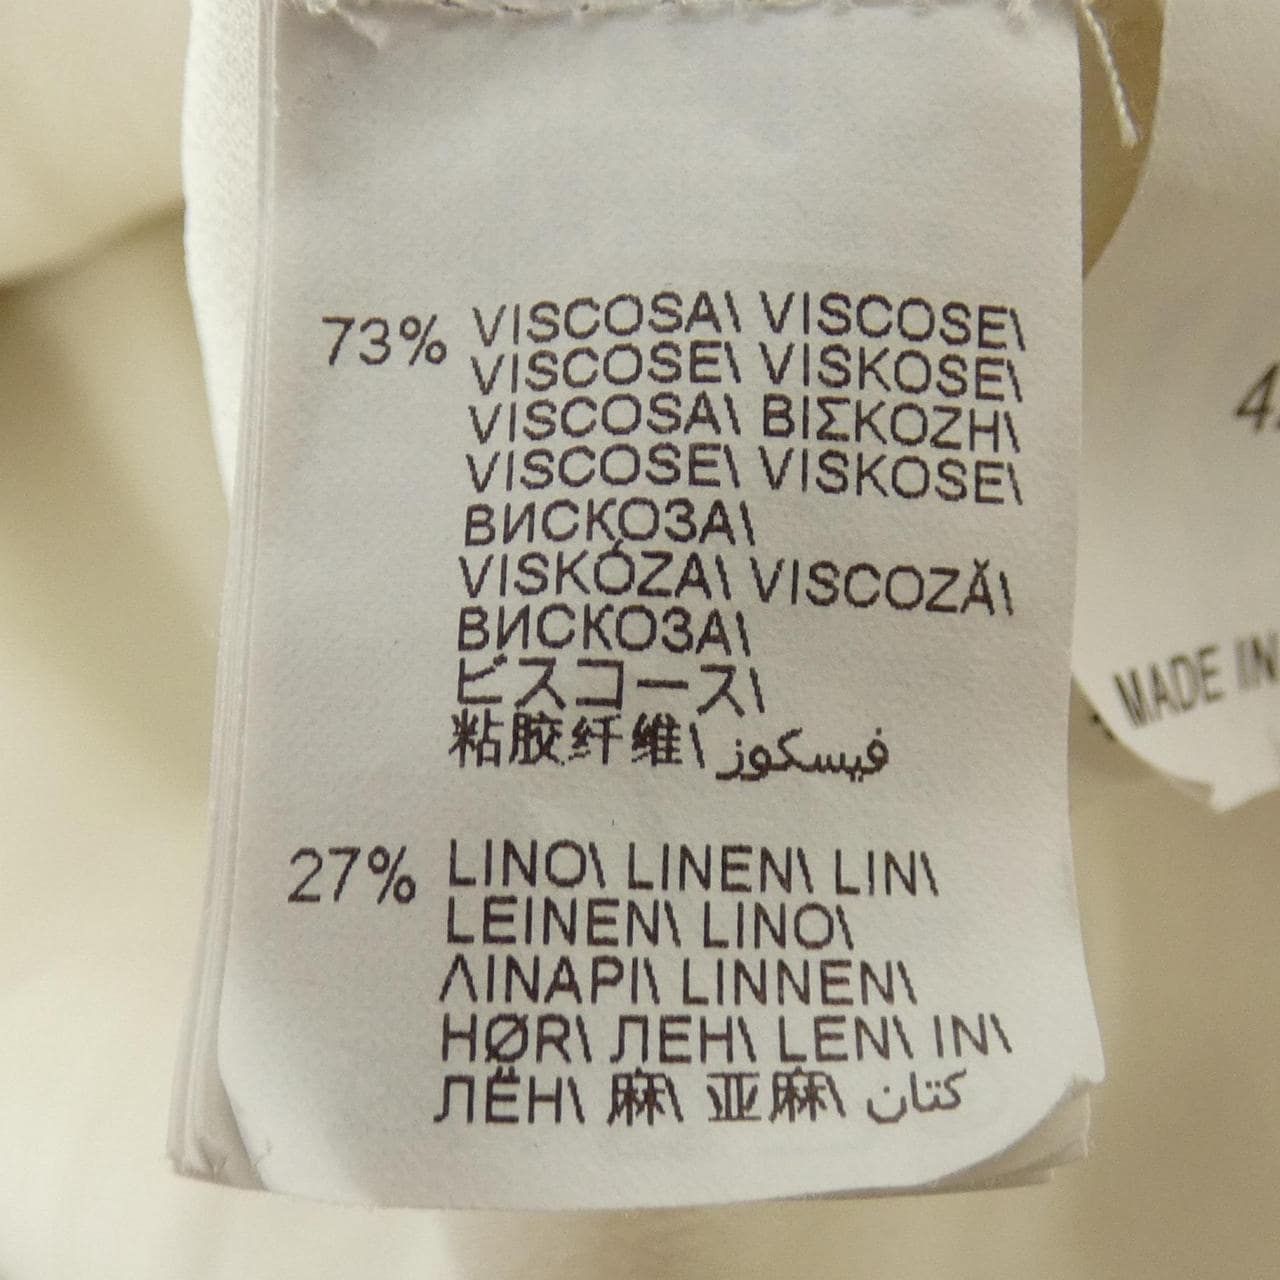 73% VISCOSA\ VISCOSE\
VISCOSE\ VISKOSE\
VISCOSA\ ΒΙΣΚΟΖΗ\
VISCOSE\ VISKOSE\
ВИСКОЗА\
VISKÓZA\ VISCOZĂ\
ВИСКОЗА\
ビスコース\
粘胶纤维\ فيسكوز
27% LINO\ LINEN\ LIN\
LEINEN\ LINO\
ΛΙΝΑΡΙ\ LINNEN\
HØR\ ЛЕН\ LEN\ IN\
ЛЁН\ 麻\ 亚麻\ كتان
MADE IN